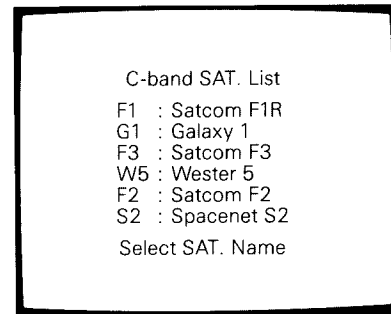 C-band SAT. List
F1 : Satcom F1R
G1 : Galaxy 1
F3 : Satcom F3
W5 : Wester 5
F2 : Satcom F2
S2 : Spacenet S2
Select SAT. Name